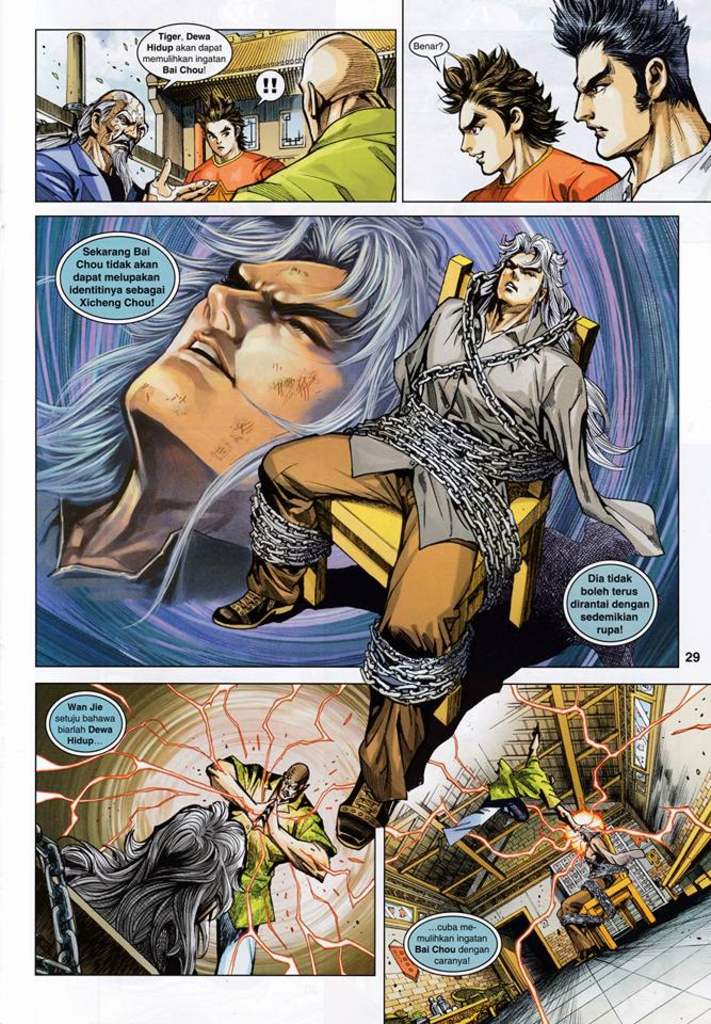 Tiger, Dewa
Hidup akan dapat
memulihkan ingatan
Bai Chou!
!!
Benar?
Sekarang Bai
Chou tidak akan
dapat melupakan
identitinya sebagai
Xicheng Chou!
Dia tidak
boleh terus
dirantai dengan
sedemikian
rupa!
29
Wan Jie
setuju bahawa
biarlah Dewa
Hidup...
...cuba me-
mulihkan ingatan
Bai Chou dengan
caranya!